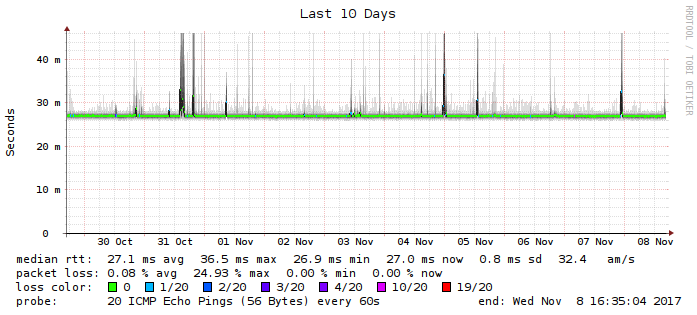 Last 10 Days
RRDTOOL / TOBI OETIKER
Seconds
40 m
30 m
20 m
10 m
0
30 Oct 31 Oct 01 Nov 02 Nov 03 Nov 04 Nov 05 Nov 06 Nov 07 Nov 08 Nov
median rtt: 27.1 ms avg 36.5 ms max 26.9 ms min 27.0 ms now 0.8 ms sd 32.4 am/s
packet loss: 0.08 % avg 24.93 % max 0.00 % min 0.00 % now
loss color: 0 1/20 2/20 3/20 4/20 10/20 19/20
probe: 20 ICMP Echo Pings (56 Bytes) every 60s end: Wed Nov 8 16:35:04 2017